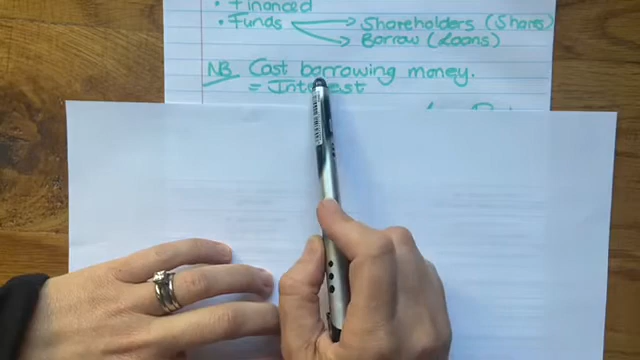 • Financed
• Funds → Shareholders (Shares)
→ Borrow (Loans)
NB Cost borrowing money.
= Interest